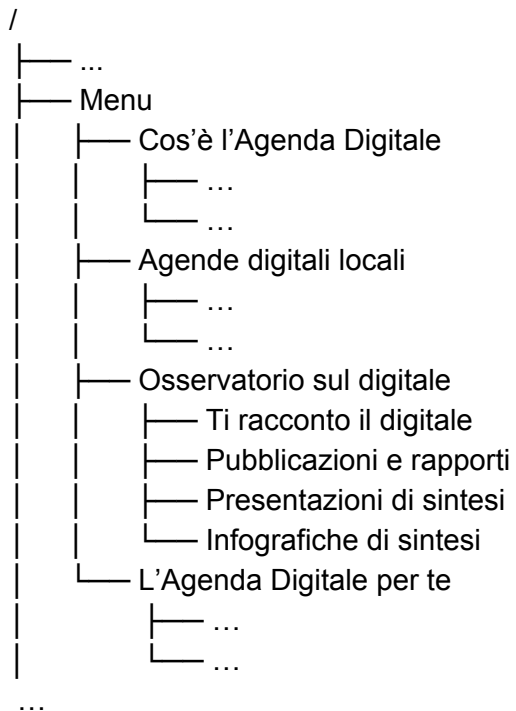 /
├── ...
├── Menu
│   ├── Cos'è l'Agenda Digitale
│   │   ├── …
│   │   └── …
│   ├── Agende digitali locali
│   │   ├── …
│   │   └── …
│   ├── Osservatorio sul digitale
│   │   ├── Ti racconto il digitale
│   │   ├── Pubblicazioni e rapporti
│   │   ├── Presentazioni di sintesi
│   │   └── Infografiche di sintesi
│   └── L'Agenda Digitale per te
│       ├── …
│       └── …
…